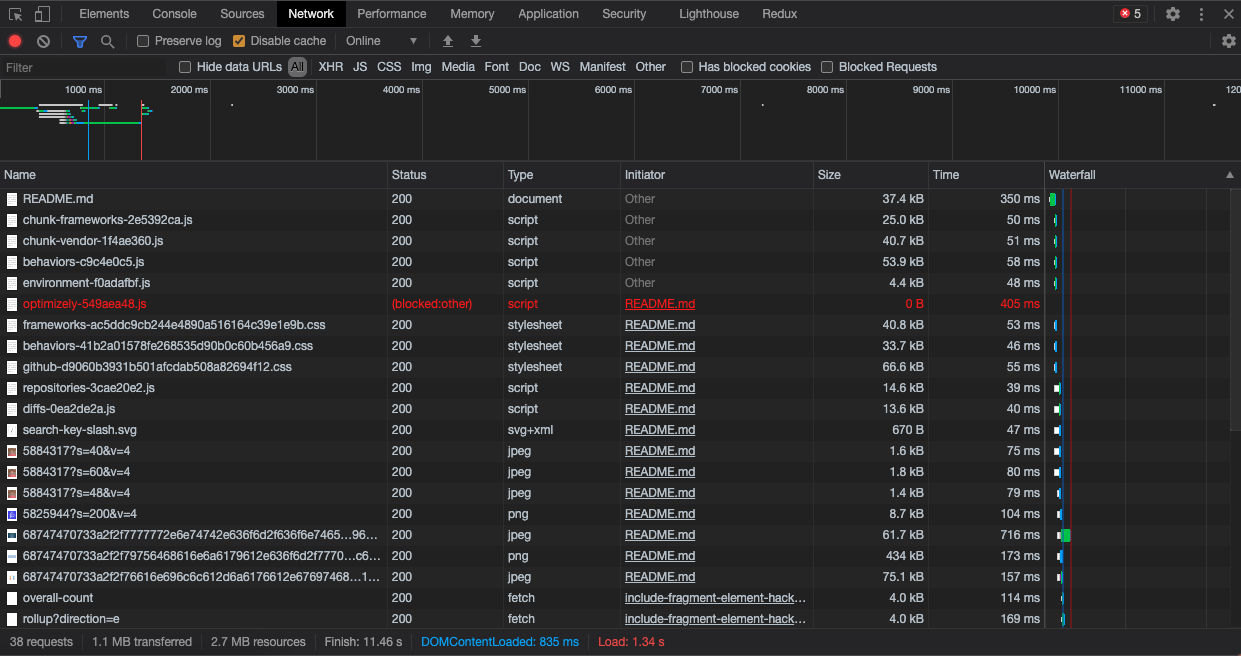 Elements Console Sources Network Performance Memory Application Security Lighthouse Redux 5
Preserve log Disable cache Online
Filter Hide data URLs All XHR JS CSS Img Media Font Doc WS Manifest Other Has blocked cookies Blocked Requests
1000 ms 2000 ms 3000 ms 4000 ms 5000 ms 6000 ms 7000 ms 8000 ms 9000 ms 10000 ms 11000 ms 120
Name Status Type Initiator Size Time Waterfall
README.md 200 document Other 37.4 kB 350 ms
chunk-frameworks-2e5392ca.js 200 script Other 25.0 kB 50 ms
chunk-vendor-1f4ae360.js 200 script Other 40.7 kB 51 ms
behaviors-c9c4e0c5.js 200 script Other 53.9 kB 58 ms
environment-f0adafbf.js 200 script Other 4.4 kB 48 ms
optimizely-549aea48.js (blocked:other) script README.md 0 B 405 ms
frameworks-ac5ddc9cb244e4890a516164c39e1e9b.css 200 stylesheet README.md 40.8 kB 53 ms
behaviors-41b2a01578fe268535d90b0c60b456a9.css 200 stylesheet README.md 33.7 kB 46 ms
github-d9060b3931b501afcdab508a82694f12.css 200 stylesheet README.md 66.6 kB 55 ms
repositories-3cae20e2.js 200 script README.md 14.6 kB 39 ms
diffs-0ea2de2a.js 200 script README.md 13.6 kB 40 ms
search-key-slash.svg 200 svg+xml README.md 670 B 47 ms
5884317?s=40&v=4 200 jpeg README.md 1.6 kB 75 ms
5884317?s=60&v=4 200 jpeg README.md 1.8 kB 80 ms
5884317?s=48&v=4 200 jpeg README.md 1.4 kB 79 ms
5825944?s=200&v=4 200 png README.md 8.7 kB 104 ms
68747470733a2f2f7777772e6e74742e636f6d2f636f6e7465...96... 200 jpeg README.md 61.7 kB 716 ms
68747470733a2f2f79756468616e6a6179612e636f6d2f7770...c6... 200 png README.md 434 kB 173 ms
68747470733a2f2f76616e696c6c612d6a6176612e67697468...1... 200 jpeg README.md 75.1 kB 157 ms
overall-count 200 fetch include-fragment-element-hack... 4.0 kB 114 ms
rollup?direction=e 200 fetch include-fragment-element-hack... 4.0 kB 169 ms
38 requests 1.1 MB transferred 2.7 MB resources Finish: 11.46 s DOMContentLoaded: 835 ms Load: 1.34 s